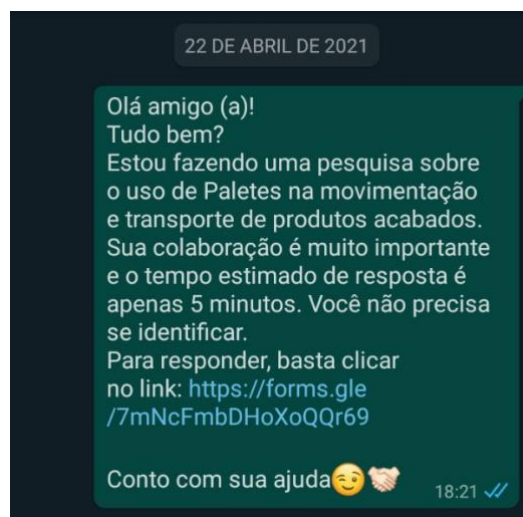 22 DE ABRIL DE 2021
Olá amigo (a)!
Tudo bem?
Estou fazendo uma pesquisa sobre
o uso de Paletes na movimentação
e transporte de produtos acabados.
Sua colaboração é muito importante
e o tempo estimado de resposta é
apenas 5 minutos. Você não precisa
se identificar.
Para responder, basta clicar
no link: https://forms.gle
/7mNcFmbDHoXoQQr69
Conto com sua ajuda😉🤝🏻
18:21